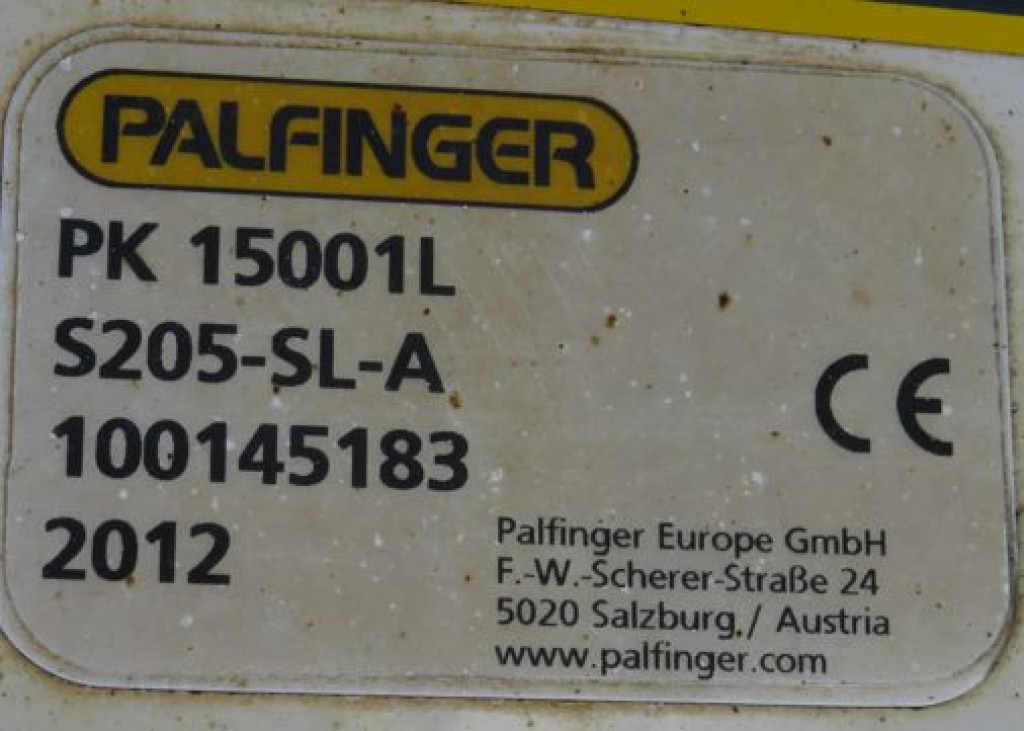 PALFINGER
PK 15001L
S205-SL-A
100145183
2012
CE
Palfinger Europe GmbH
F.-W.-Scherer-Straße 24
5020 Salzburg / Austria
www.palfinger.com